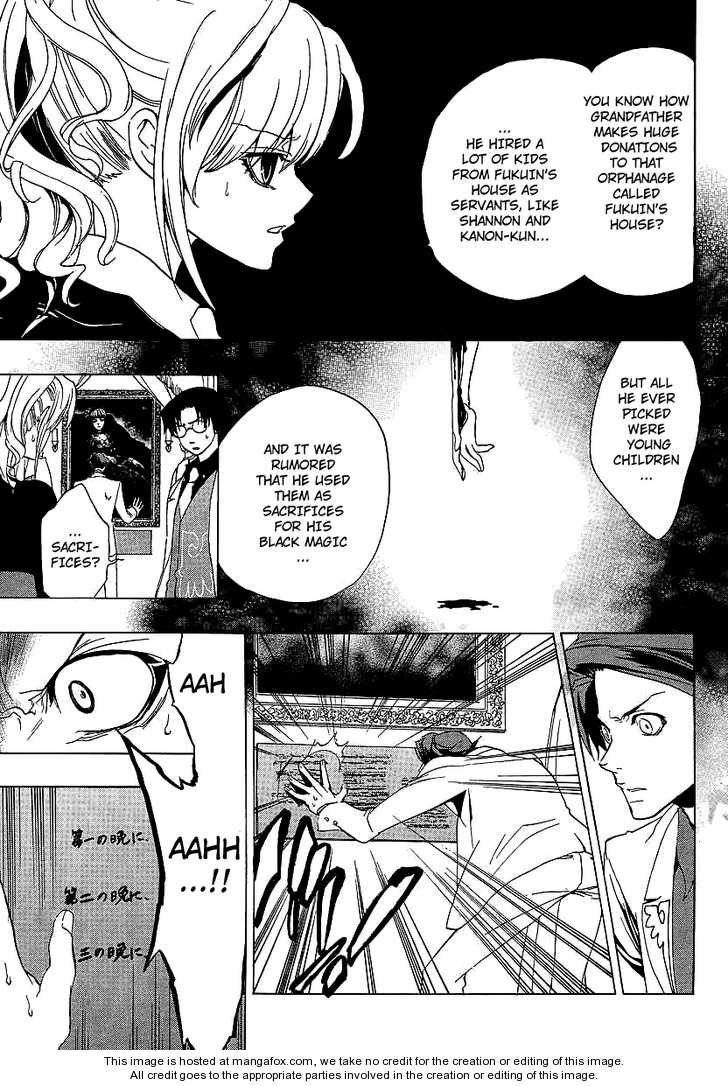 YOU KNOW HOW
GRANDFATHER
MAKES HUGE
DONATIONS
TO THAT
ORPHANAGE
CALLED
FUKUIN'S
HOUSE?
...
HE HIRED A
LOT OF KIDS
FROM FUKUIN'S
HOUSE AS
SERVANTS, LIKE
SHANNON AND
KANON-KUN...
BUT ALL
HE EVER
PICKED
WERE
YOUNG
CHILDREN
...
AND IT WAS
RUMORED
THAT HE USED
THEM AS
SACRIFICES
FOR HIS
BLACK MAGIC
...
...
SACRI-
FICES?
AAH
AAHH
...!!
第一の晩に、
第二の晩に、
三の晩に、
This image is hosted at mangafox.com, we take no credit for the creation or editing of this image.
All credit goes to the appropriate parties involved in the creation or editing of this image.